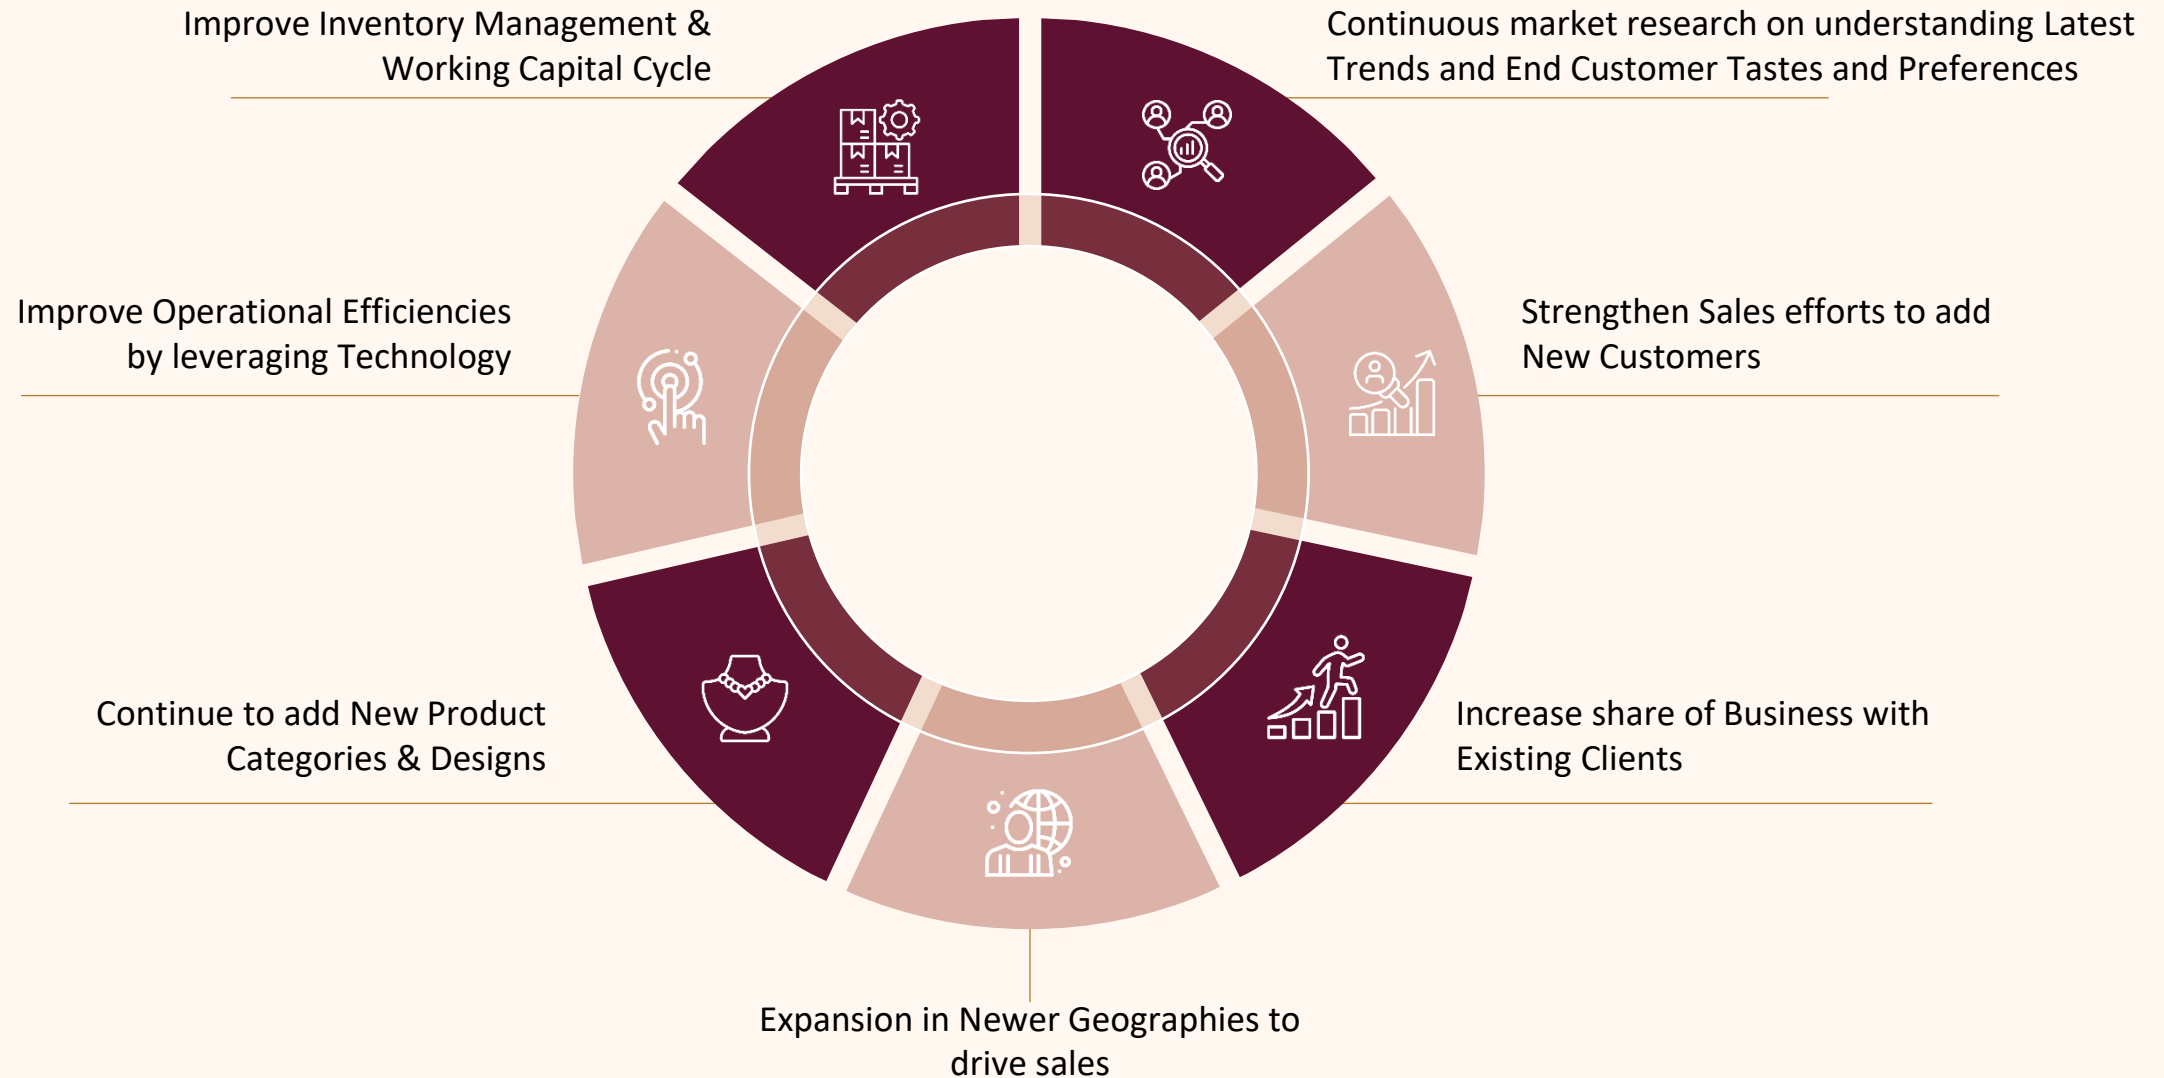 Improve Inventory Management &
Working Capital Cycle
Continuous market research on understanding Latest
Trends and End Customer Tastes and Preferences
Improve Operational Efficiencies
by leveraging Technology
Strengthen Sales efforts to add
New Customers
Continue to add New Product
Categories & Designs
Increase share of Business with
Existing Clients
Expansion in Newer Geographies to
drive sales